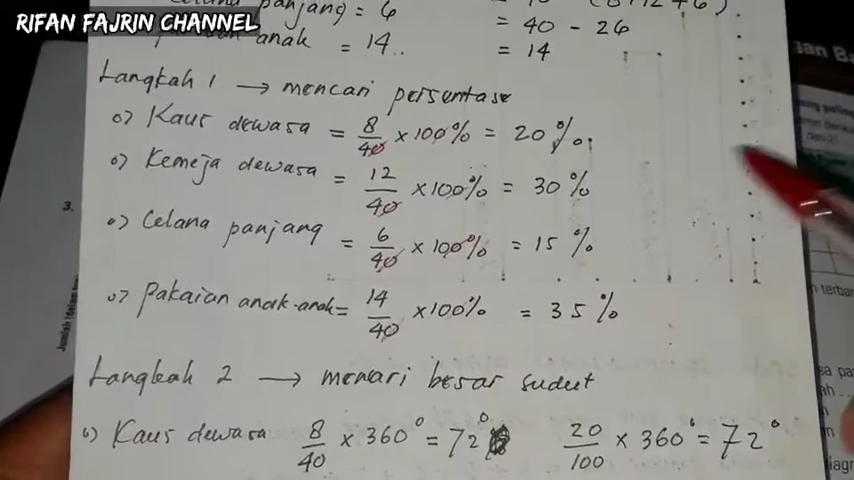 RIFAN FAJRIN CHANNEL
panjang = 6
= 40 - 26
anak = 14..
= 14
Langkah 1 → mencari persentase
o> Kaus dewasa = 8/40 x 100% = 20%
o> Kemeja dewasa = 12/40 x 100% = 30%
o> Celana panjang = 6/40 x 100% = 15%
o> Pakaian anak-anak = 14/40 x 100% = 35%
Langkah 2 → mencari besar sudut
o> Kaus dewasa 8/40 x 360° = 72° 20/100 x 360° = 72°
3.